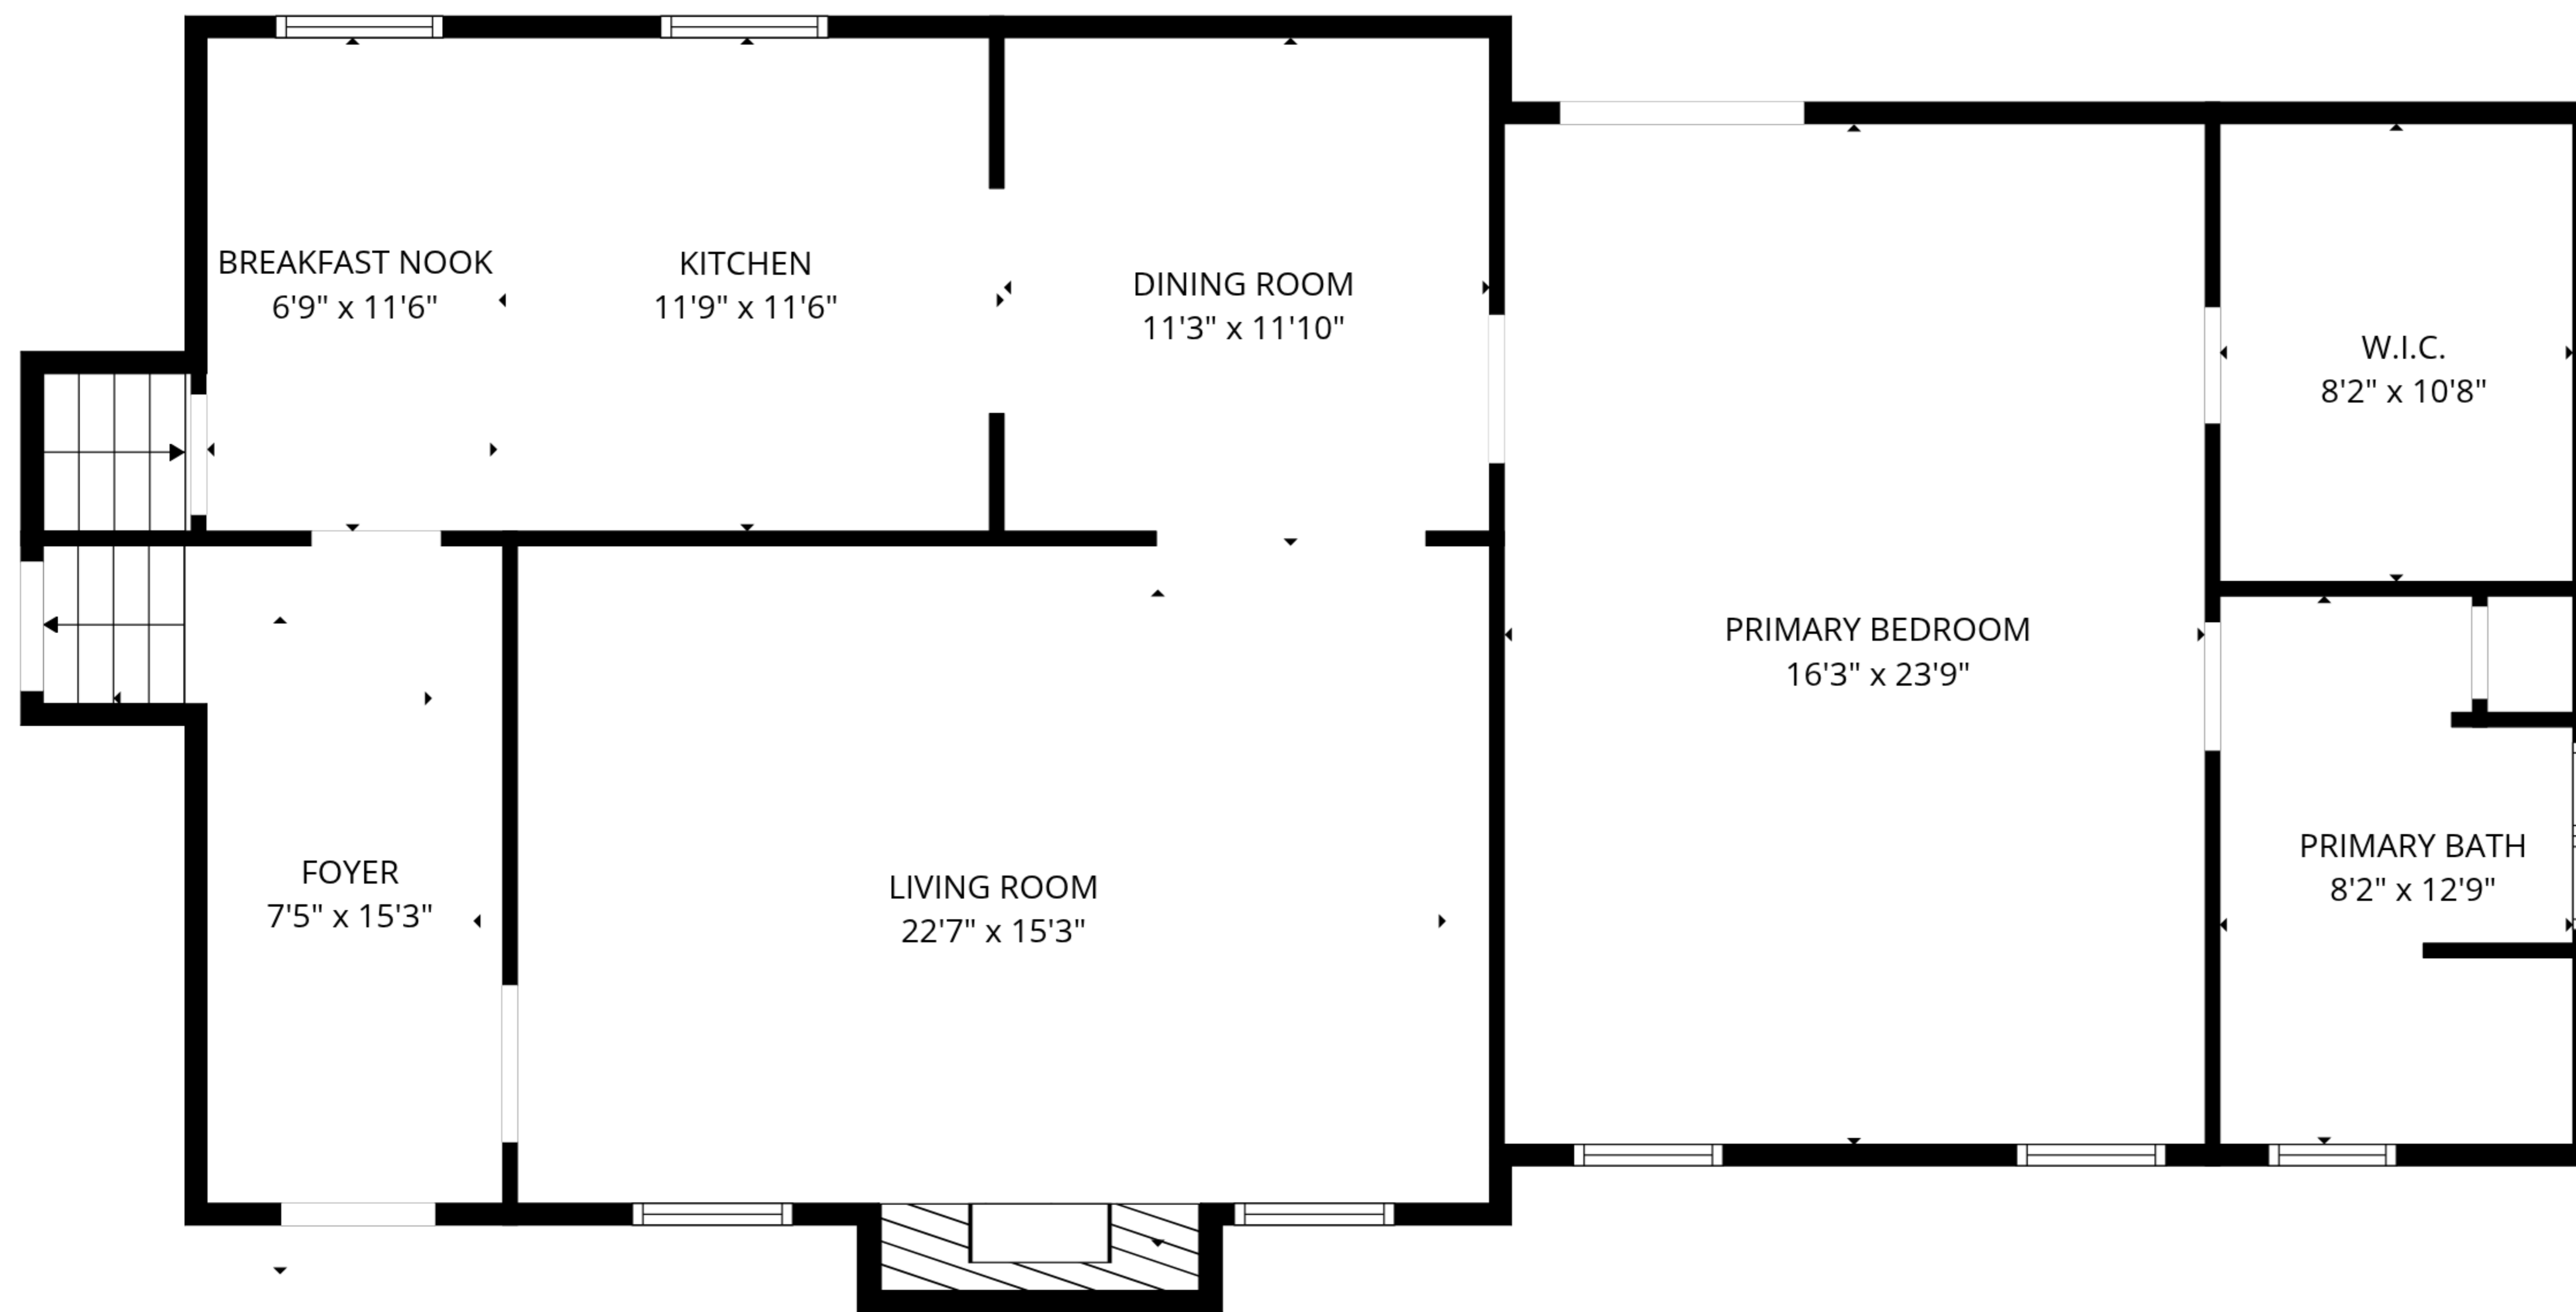 BREAKFAST NOOK
6'9" x 11'6"
KITCHEN
11'9" x 11'6"
DINING ROOM
11'3" x 11'10"
W.I.C.
8'2" x 10'8"
PRIMARY BEDROOM
16'3" x 23'9"
FOYER
7'5" x 15'3"
LIVING ROOM
22'7" x 15'3"
PRIMARY BATH
8'2" x 12'9"